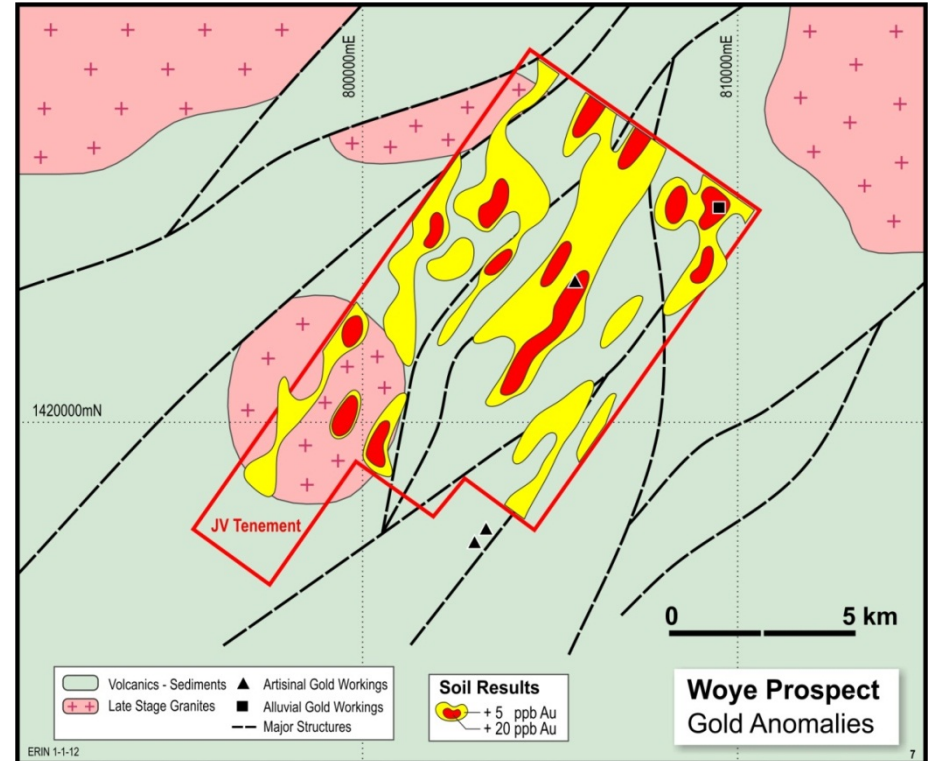 800000mE
810000mE
1420000mN
JV Tenement
0 5 km
Volcanics - Sediments
Late Stage Granites
Artisinal Gold Workings
Alluvial Gold Workings
Major Structures
Soil Results
+ 5 ppb Au
+ 20 ppb Au
Woye Prospect
Gold Anomalies
ERIN 1-1-12
7